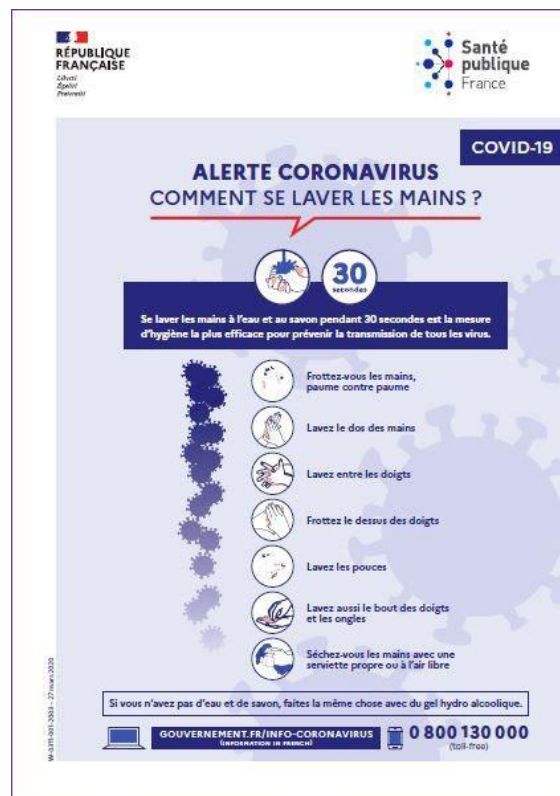 RÉPUBLIQUE
FRANÇAISE
Liberté
Égalité
Fraternité
Santé
publique
France
COVID-19
ALERTE CORONAVIRUS
COMMENT SE LAVER LES MAINS ?
30
secondes
Se laver les mains à l'eau et au savon pendant 30 secondes est la mesure
d'hygiène la plus efficace pour prévenir la transmission de tous les virus.
Frottez-vous les mains,
paume contre paume
Lavez le dos des mains
Lavez entre les doigts
Frottez le dessus des doigts
Lavez les pouces
Lavez aussi le bout des doigts
et les ongles
Séchez-vous les mains avec une
serviette propre ou à l'air libre
Si vous n'avez pas d'eau et de savon, faites la même chose avec du gel hydro alcoolique.
GOUVERNEMENT.FR/INFO-CORONAVIRUS
(INFORMATION IN FRENCH)
0 800 130 000
(toll-free)
27 mars 2020